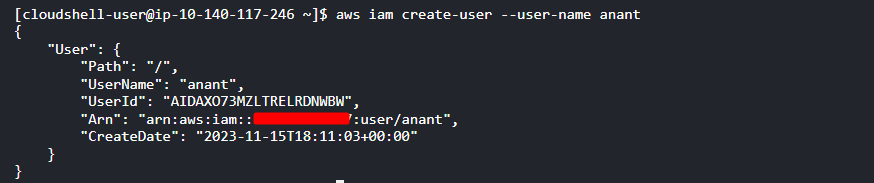 [cloudshell-user@ip-10-140-117-246 ~]$ aws iam create-user --user-name anant
{
    "User": {
        "Path": "/",
        "UserName": "anant",
        "UserId": "AIDAXO73MZLTRELRDNWBW",
        "Arn": "arn:aws:iam:::user/anant",
        "CreateDate": "2023-11-15T18:11:03+00:00"
    }
}